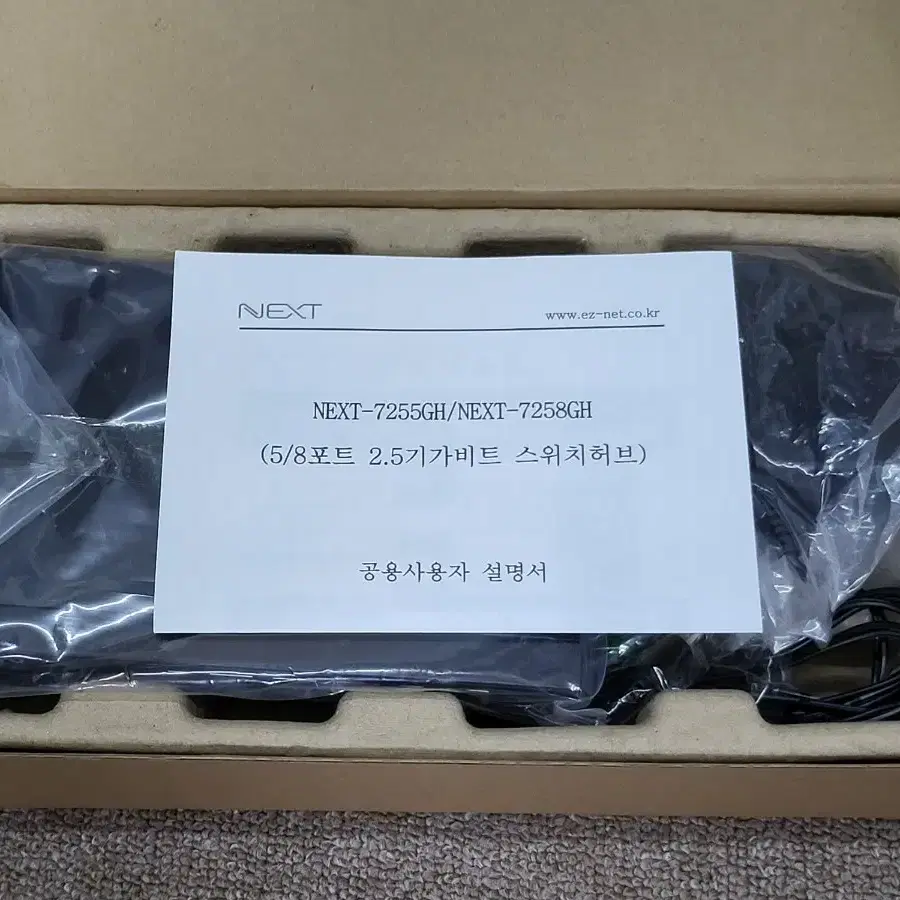 NEXT
www.ez-net.co.kr
NEXT-7255GH/NEXT-7258GH
(5/8포트 2.5기가비트 스위치허브)
공용사용자 설명서